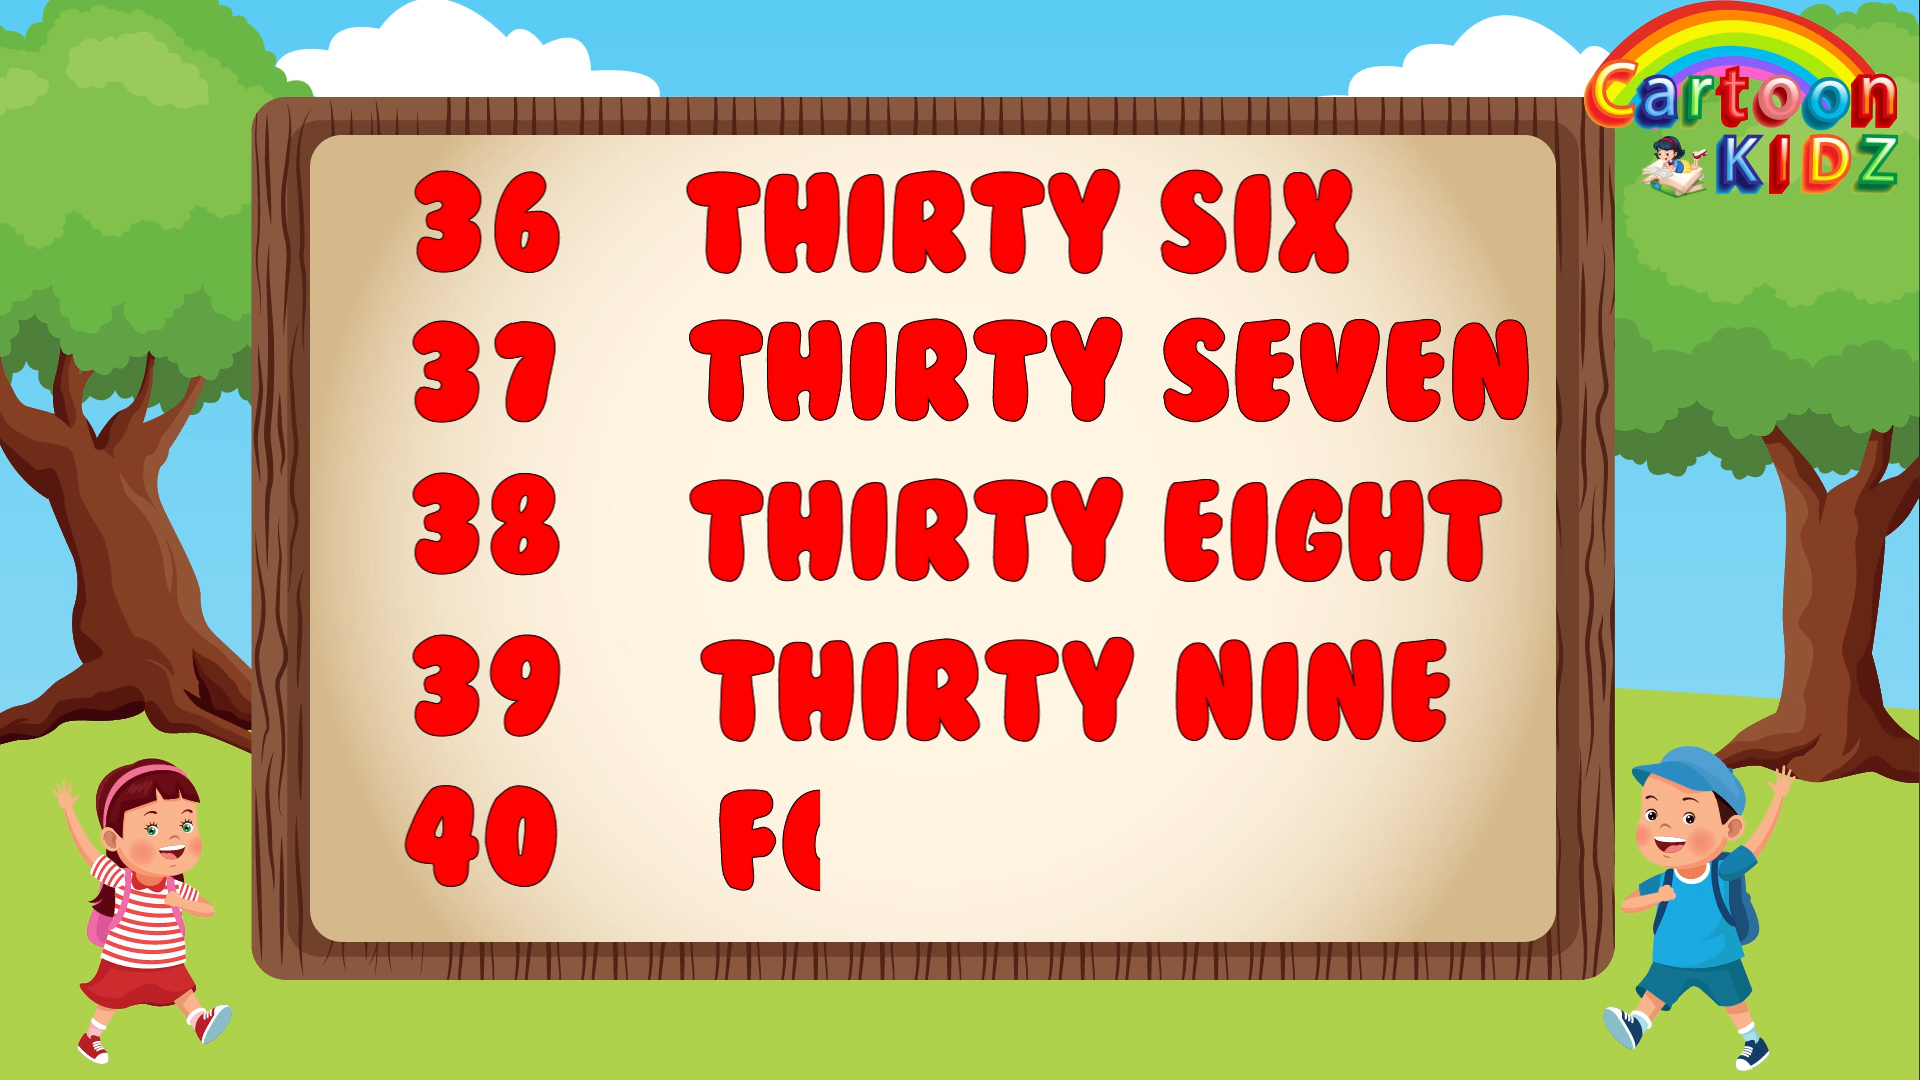 Cartoon
KIDZ
36 THIRTY SIX
37 THIRTY SEVEN
38 THIRTY EIGHT
39 THIRTY NINE
40